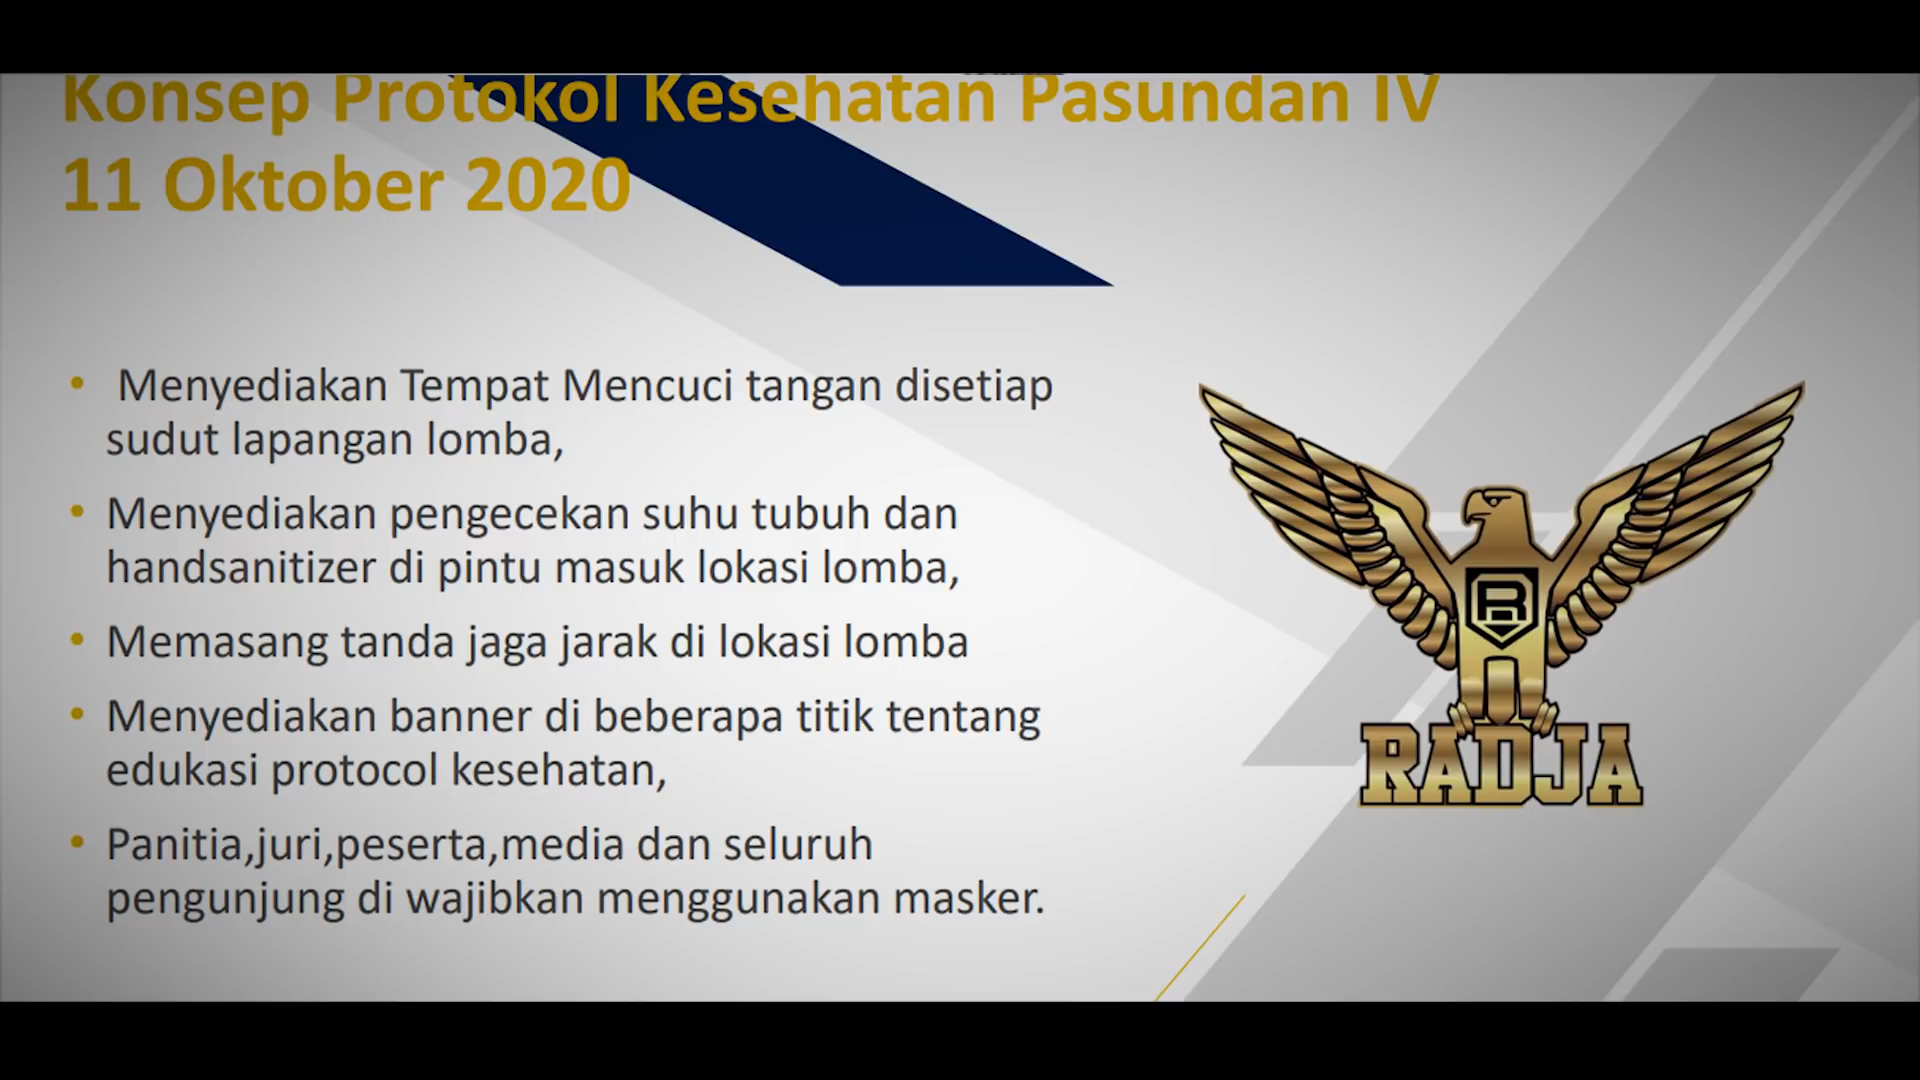 Konsep Protokol Kesehatan Pasundan IV
11 Oktober 2020
• Menyediakan Tempat Mencuci tangan disetiap
sudut lapangan lomba,
• Menyediakan pengecekan suhu tubuh dan
handsanitizer di pintu masuk lokasi lomba,
• Memasang tanda jaga jarak di lokasi lomba
• Menyediakan banner di beberapa titik tentang
edukasi protocol kesehatan,
• Panitia,juri,peserta,media dan seluruh
pengunjung di wajibkan menggunakan masker.
R
RADJA